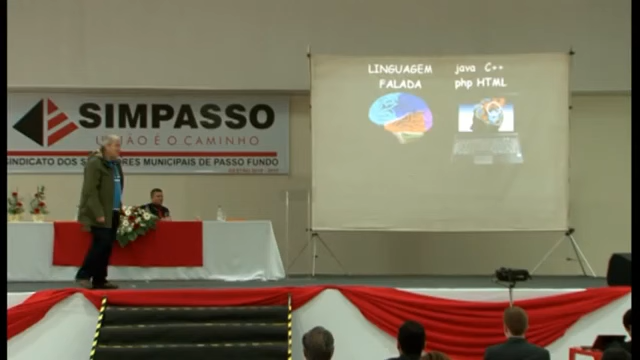 SIMPASSO
UNIÃO É O CAMINHO
SINDICATO DOS SERVIDORES MUNICIPAIS DE PASSO FUNDO
LINGUAGEM
FALADA
java C++
php HTML